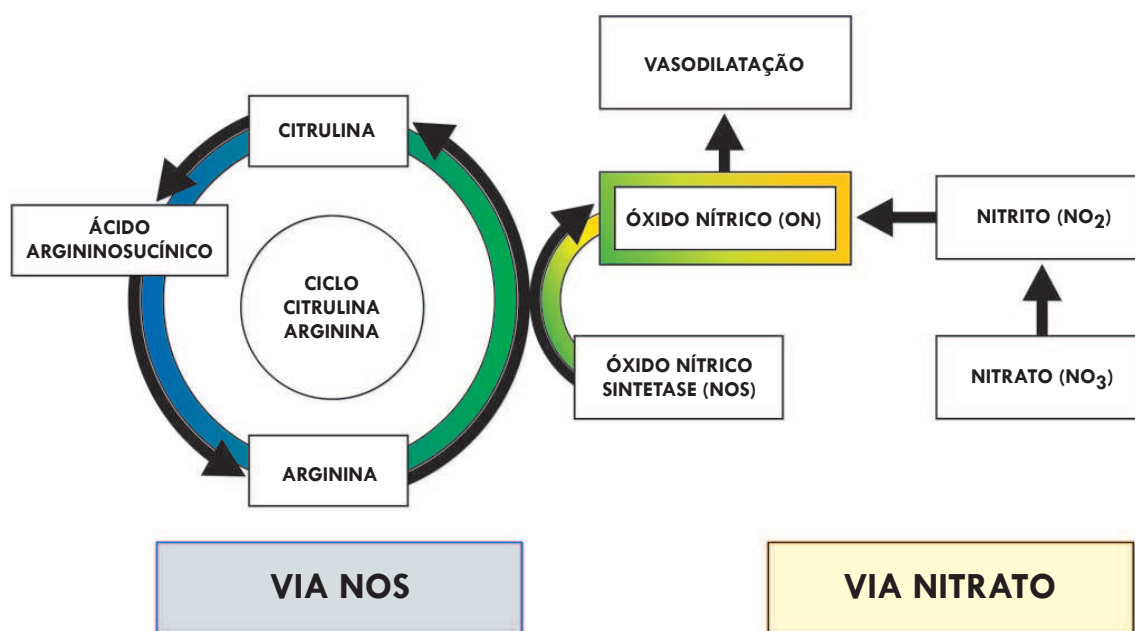 VASODILATAÇÃO
CITRULINA
ÁCIDO
ARGININOSUCÍNICO
CICLO
CITRULINA
ARGININA
ARGININA
ÓXIDO NÍTRICO (ON)
ÓXIDO NÍTRICO
SINTETASE (NOS)
NITRITO (NO2)
NITRATO (NO3)
VIA NOS
VIA NITRATO